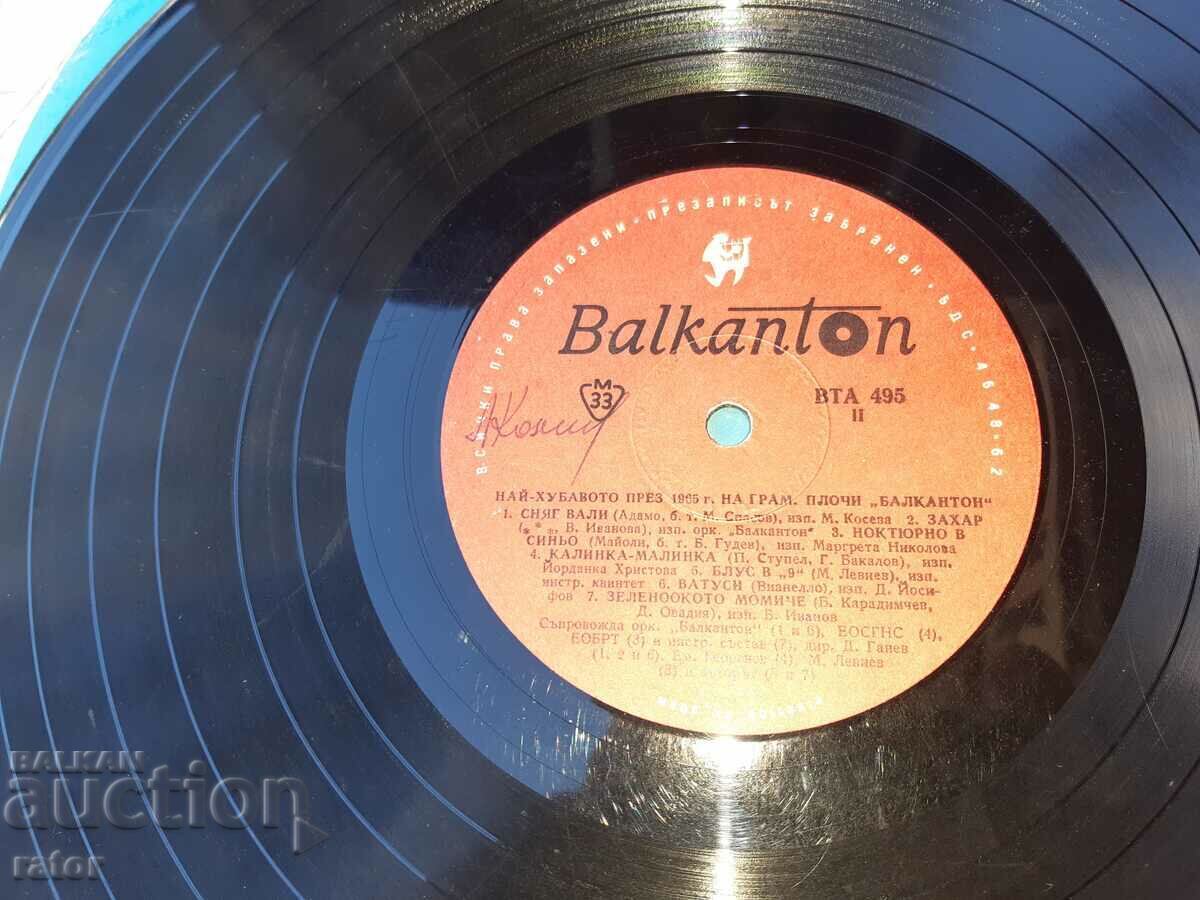 ВСИЧКИ ПРАВА ЗАПАЗЕНИ · ПРЕЗАПИСЪТ ЗАБРАНЕН · БДС · 4648-62
Balkanton
М
33
ВТА 495
II
НАЙ-ХУБАВОТО ПРЕЗ 1965 г. НА ГРАМ. ПЛОЧИ „БАЛКАНТОН“
1. СНЯГ ВАЛИ (Адамо, б. т. М. Спасов), изп. М. Косева 2. ЗАХАР
(* * *, В. Иванова), изп. орк. „Балкантон“ 3. НОКТЮРНО В
СИНЬО (Майоли, б. т. Б. Гудев), изп. Маргрета Николова
4. КАЛИНКА-МАЛИНКА (П. Ступел, Г. Бакалов), изп.
Йорданка Христова 5. БЛУС В „9“ (М. Левиев), изп.
инстр. квинтет 6. ВАТУСИ (Вианелло), изп. Д. Йоси-
фов 7. ЗЕЛЕНООКОТО МОМИЧЕ (Б. Карадимчев,
Д. Овадия), изп. Б. Иванов
Съпровожда орк. „Балкантон“ (1 и 6), ЕОСГНС (4),
ЕОБРТ (3) и инстр. състав (7), дир. Д. Ганев
(1, 2 и 6), (4), М. Левиев
BALKAN
auction
rator